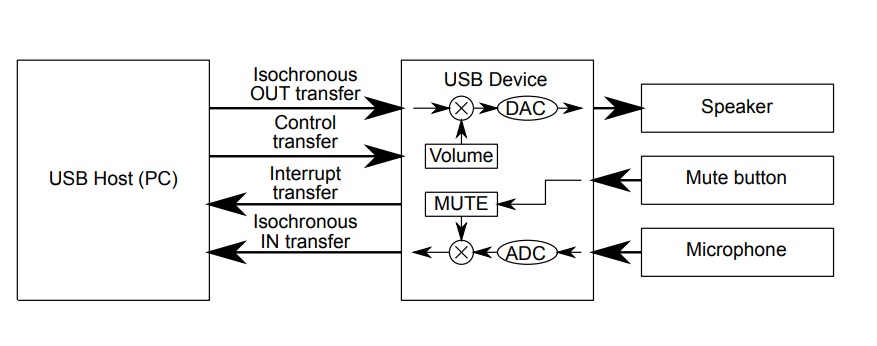 Isochronous
OUT transfer
Control
transfer
Interrupt
transfer
Isochronous
IN transfer
USB Host (PC)
USB Device
DAC
Volume
MUTE
ADC
Speaker
Mute button
Microphone